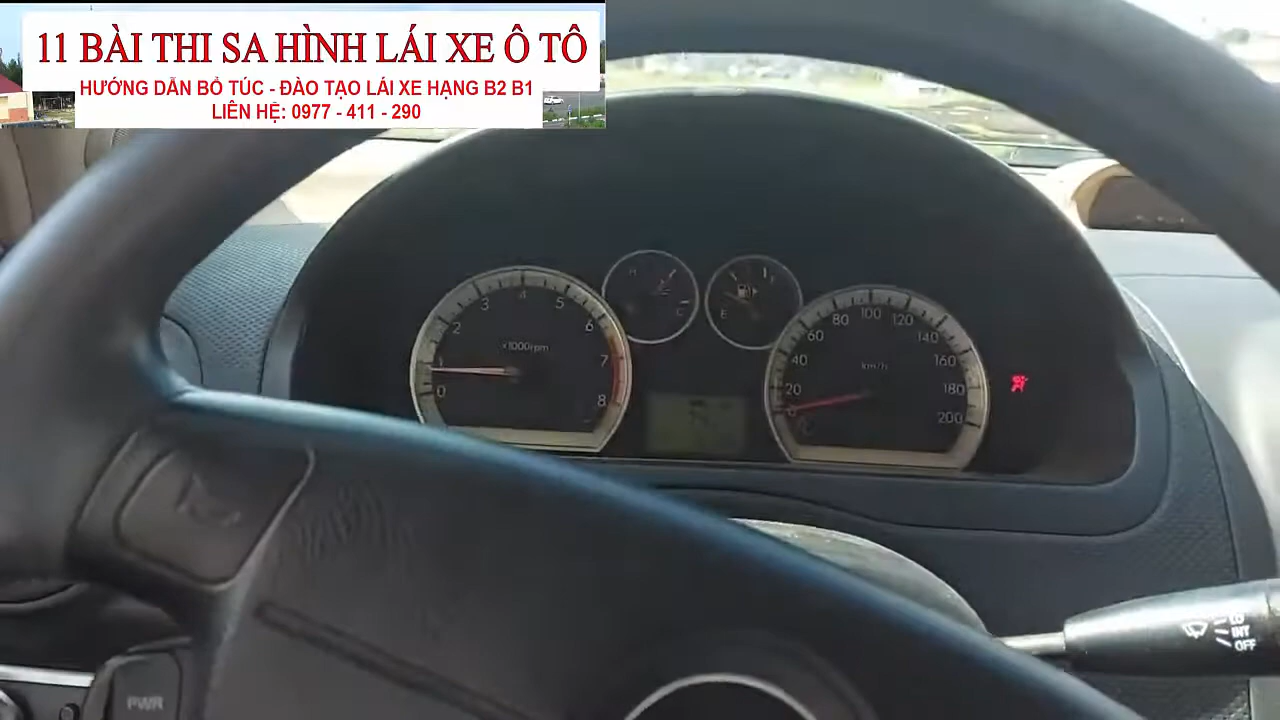 11 BÀI THI SA HÌNH LÁI XE Ô TÔ
HƯỚNG DẪN BỔ TÚC - ĐÀO TẠO LÁI XE HẠNG B2 B1
LIÊN HỆ: 0977 - 411 - 290
0 1 2 3 4 5 6 7 8
×1000rpm
H C
E
0 20 40 60 80 100 120 140 160 180 200
km/h
PWR
LO
INT
OFF